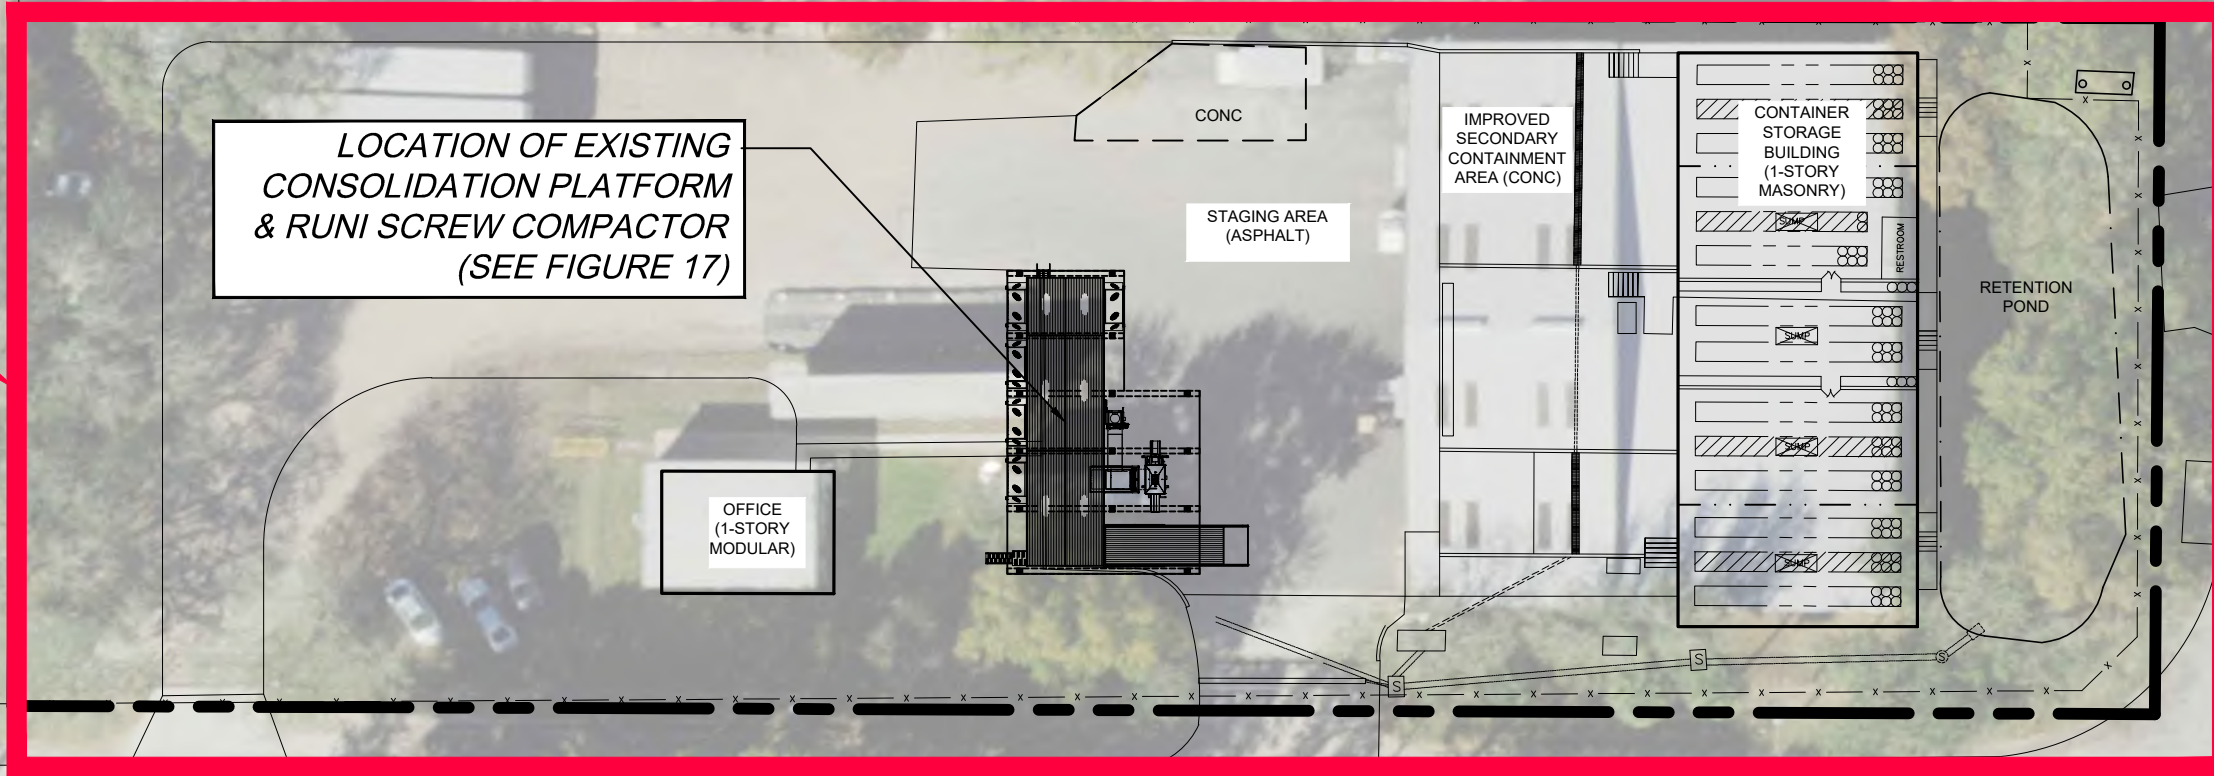 LOCATION OF EXISTING
CONSOLIDATION PLATFORM
& RUNI SCREW COMPACTOR
(SEE FIGURE 17)
CONC
STAGING AREA
(ASPHALT)
IMPROVED
SECONDARY
CONTAINMENT
AREA (CONC)
CONTAINER
STORAGE
BUILDING
(1-STORY
MASONRY)
SUMP
RESTROOM
SUMP
SUMP
SUMP
RETENTION
POND
OFFICE
(1-STORY
MODULAR)
S
S
S